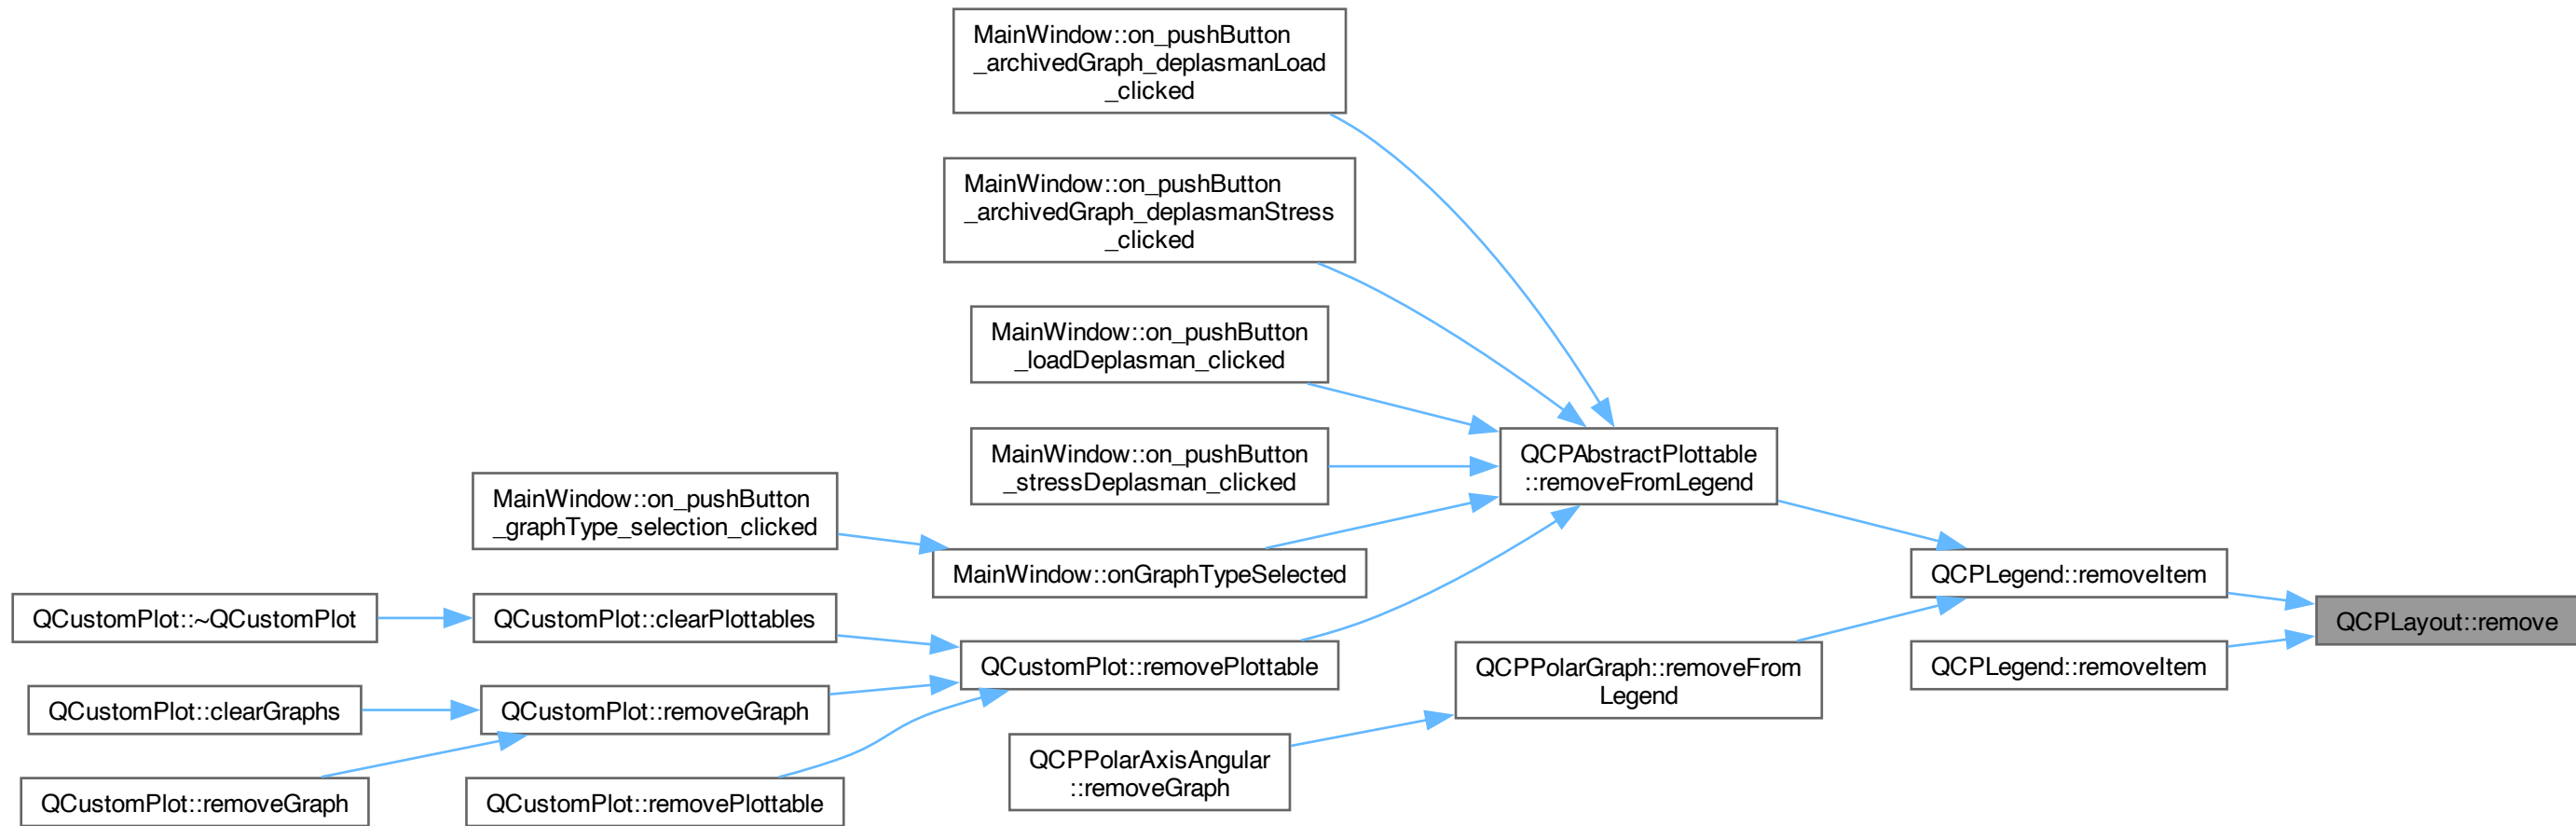 MainWindow::on_pushButton
_archivedGraph_deplasmanLoad
_clicked
MainWindow::on_pushButton
_archivedGraph_deplasmanStress
_clicked
MainWindow::on_pushButton
_loadDeplasman_clicked
MainWindow::on_pushButton
_stressDeplasman_clicked
QCPAbstractPlottable
::removeFromLegend
MainWindow::on_pushButton
_graphType_selection_clicked
MainWindow::onGraphTypeSelected
QCPLegend::removeItem
QCustomPlot::~QCustomPlot
QCustomPlot::clearPlottables
QCPLayout::remove
QCustomPlot::removePlottable
QCPPolarGraph::removeFrom
Legend
QCPLegend::removeItem
QCustomPlot::clearGraphs
QCustomPlot::removeGraph
QCPPolarAxisAngular
::removeGraph
QCustomPlot::removeGraph
QCustomPlot::removePlottable